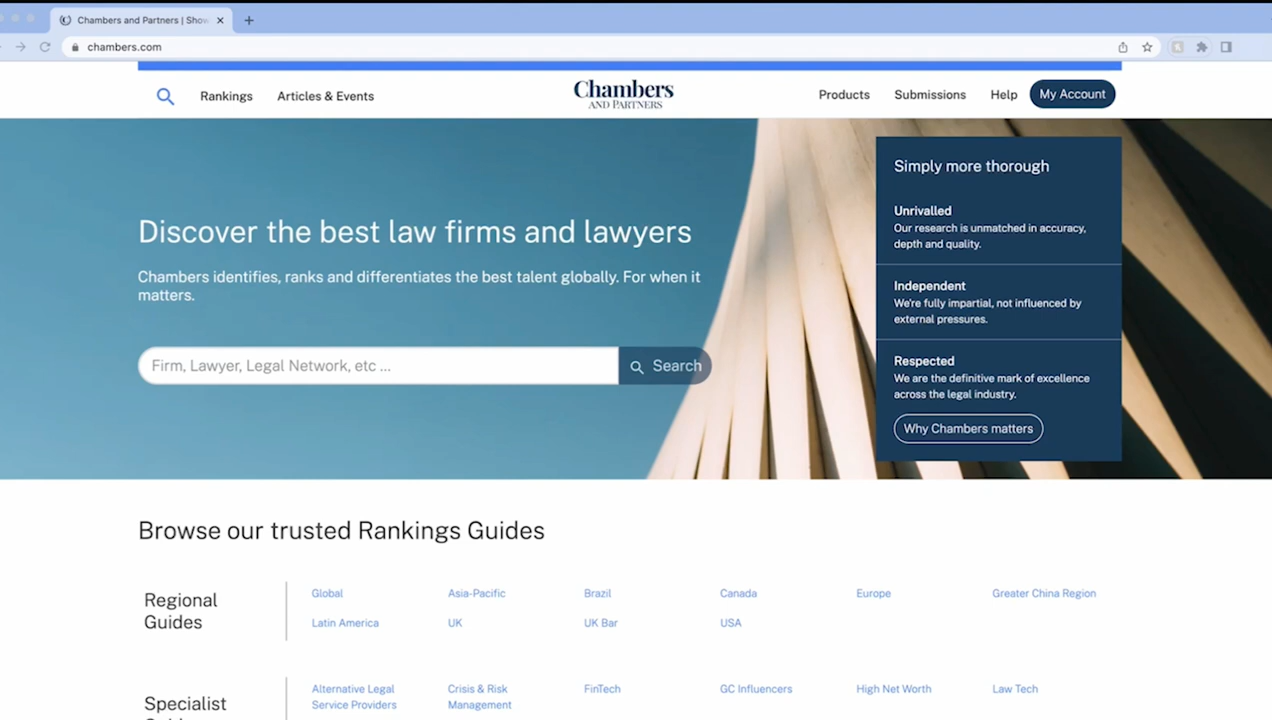 Chambers and Partners | Show
chambers.com
Rankings
Articles & Events
Chambers
AND PARTNERS
Products
Submissions
Help
My Account
Discover the best law firms and lawyers
Chambers identifies, ranks and differentiates the best talent globally. For when it
matters.
Firm, Lawyer, Legal Network, etc ...
Search
Simply more thorough
Unrivalled
Our research is unmatched in accuracy,
depth and quality.
Independent
We're fully impartial, not influenced by
external pressures.
Respected
We are the definitive mark of excellence
across the legal industry.
Why Chambers matters
Browse our trusted Rankings Guides
Regional
Guides
Global
Asia-Pacific
Brazil
Canada
Europe
Greater China Region
Latin America
UK
UK Bar
USA
Specialist
Alternative Legal
Service Providers
Crisis & Risk
Management
FinTech
GC Influencers
High Net Worth
Law Tech